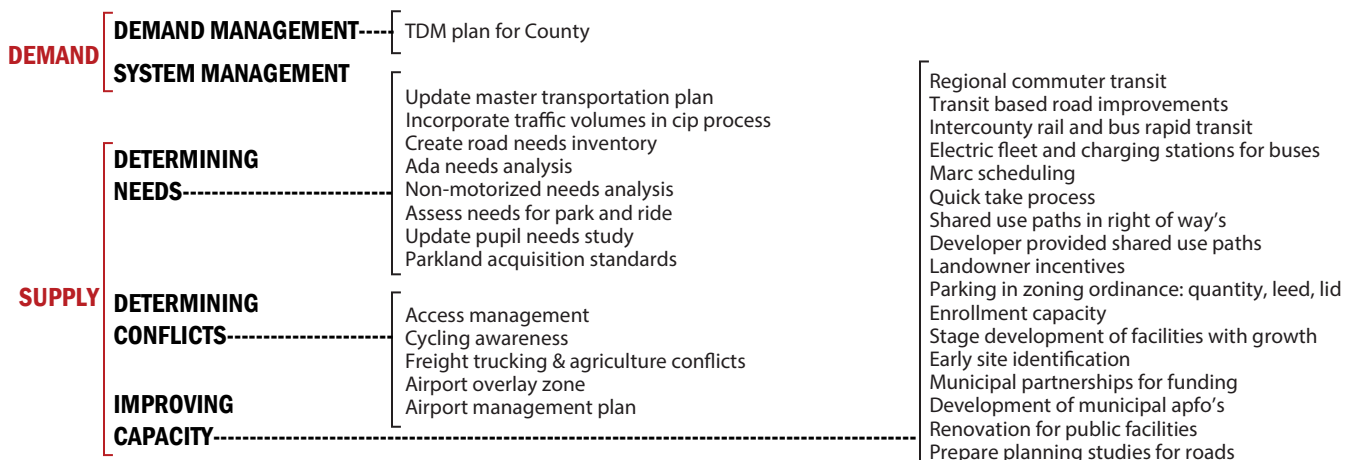 DEMAND
DEMAND MANAGEMENT
TDM plan for County
SYSTEM MANAGEMENT
SUPPLY
DETERMINING
NEEDS
Update master transportation plan
Incorporate traffic volumes in cip process
Create road needs inventory
Ada needs analysis
Non-motorized needs analysis
Assess needs for park and ride
Update pupil needs study
Parkland acquisition standards
DETERMINING
CONFLICTS
Access management
Cycling awareness
Freight trucking & agriculture conflicts
Airport overlay zone
Airport management plan
IMPROVING
CAPACITY
Regional commuter transit
Transit based road improvements
Intercounty rail and bus rapid transit
Electric fleet and charging stations for buses
Marc scheduling
Quick take process
Shared use paths in right of way's
Developer provided shared use paths
Landowner incentives
Parking in zoning ordinance: quantity, leed, lid
Enrollment capacity
Stage development of facilities with growth
Early site identification
Municipal partnerships for funding
Development of municipal apfo's
Renovation for public facilities
Prepare planning studies for roads